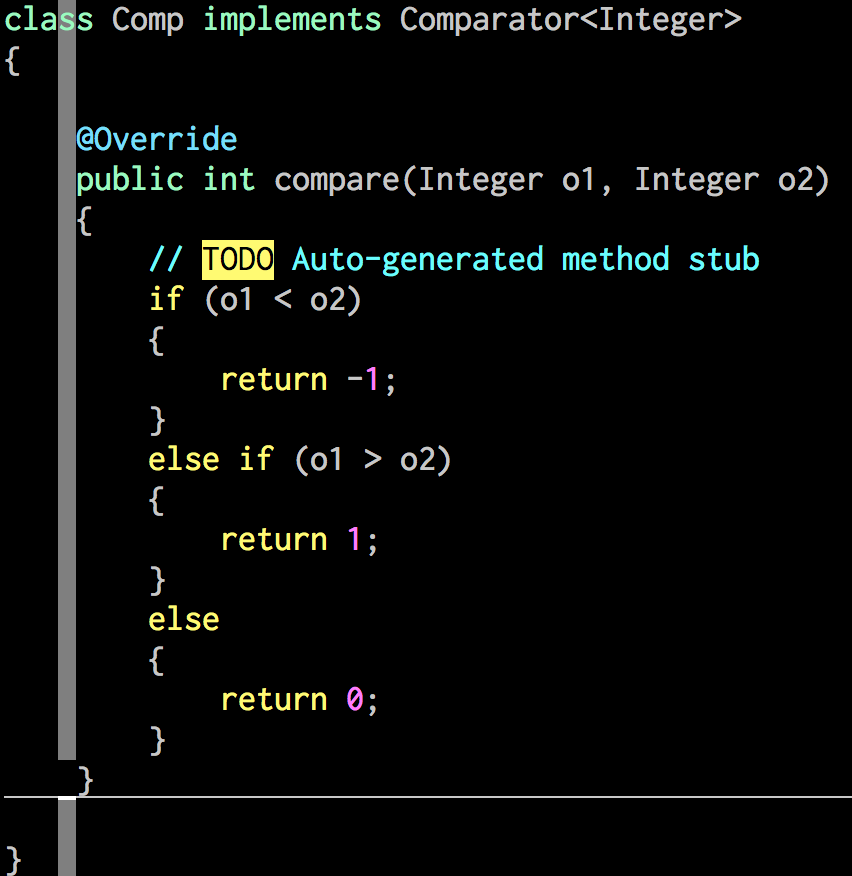 class Comp implements Comparator<Integer>
{
@Override
public int compare(Integer o1, Integer o2)
{
// TODO Auto-generated method stub
if (o1 < o2)
{
return -1;
}
else if (o1 > o2)
{
return 1;
}
else
{
return 0;
}
}
}